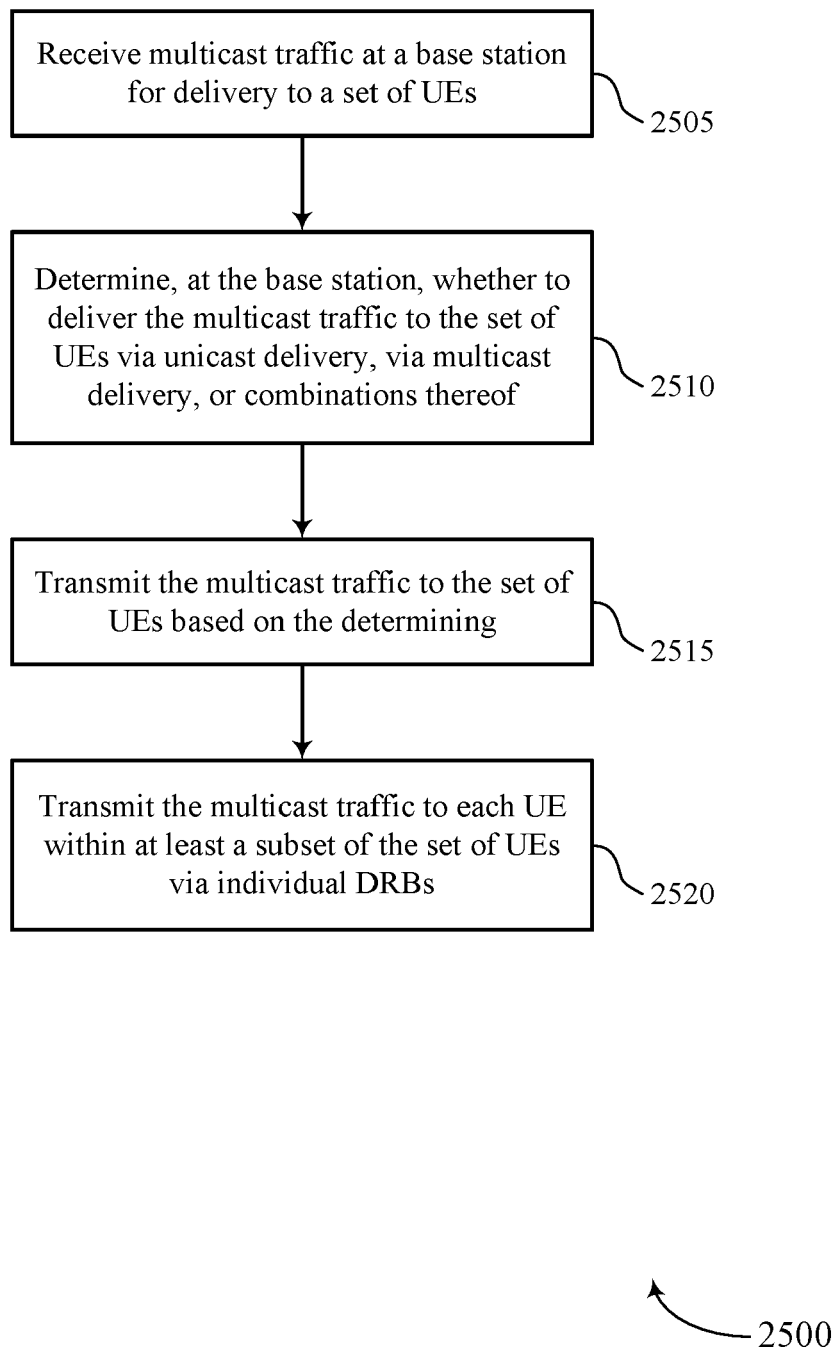 Receive multicast traffic at a base station
for delivery to a set of UEs
2505
Determine, at the base station, whether to
deliver the multicast traffic to the set of
UEs via unicast delivery, via multicast
delivery, or combinations thereof
2510
Transmit the multicast traffic to the set of
UEs based on the determining
2515
Transmit the multicast traffic to each UE
within at least a subset of the set of UEs
via individual DRBs
2520
2500